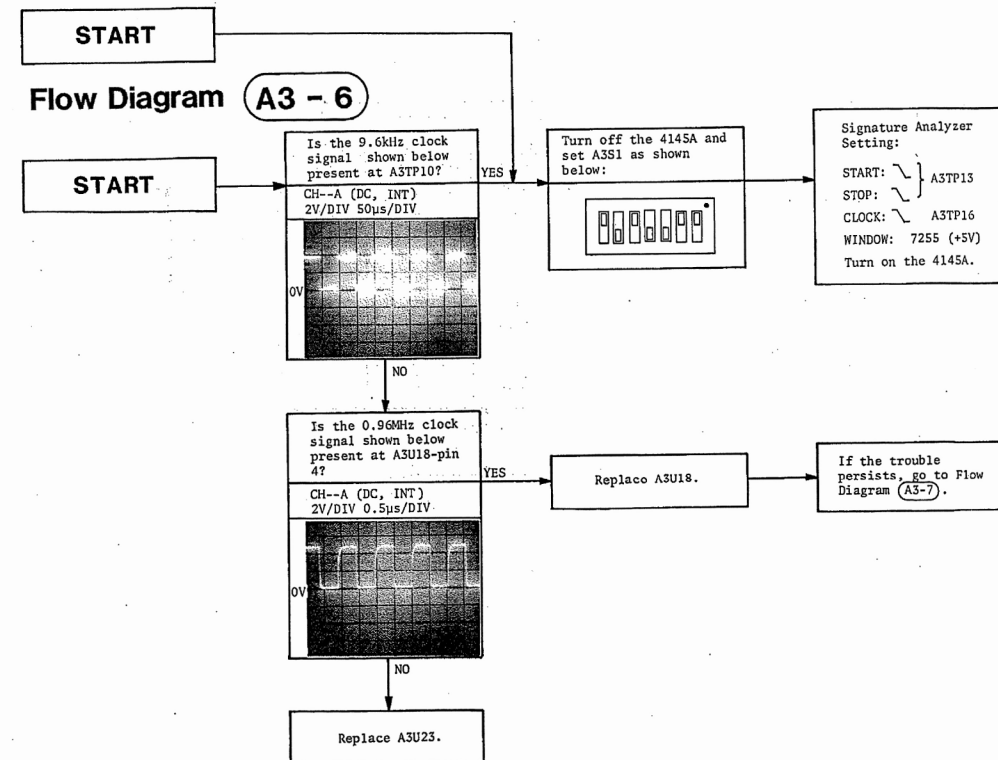 START
Flow Diagram A3 - 6
START
Is the 9.6kHz clock
signal shown below
present at A3TP10?
CH--A (DC, INT)
2V/DIV 50µs/DIV
0V
YES
NO
Turn off the 4145A and
set A3S1 as shown
below:
Signature Analyzer
Setting:
START:
STOP:
A3TP13
CLOCK: A3TP16
WINDOW: 7255 (+5V)
Turn on the 4145A.
Is the 0.96MHz clock
signal shown below
present at A3U18-pin
4?
CH--A (DC, INT)
2V/DIV 0.5µs/DIV
0V
YES
NO
Replaco A3U18.
If the trouble
persists, go to Flow
Diagram A3-7.
Replace A3U23.